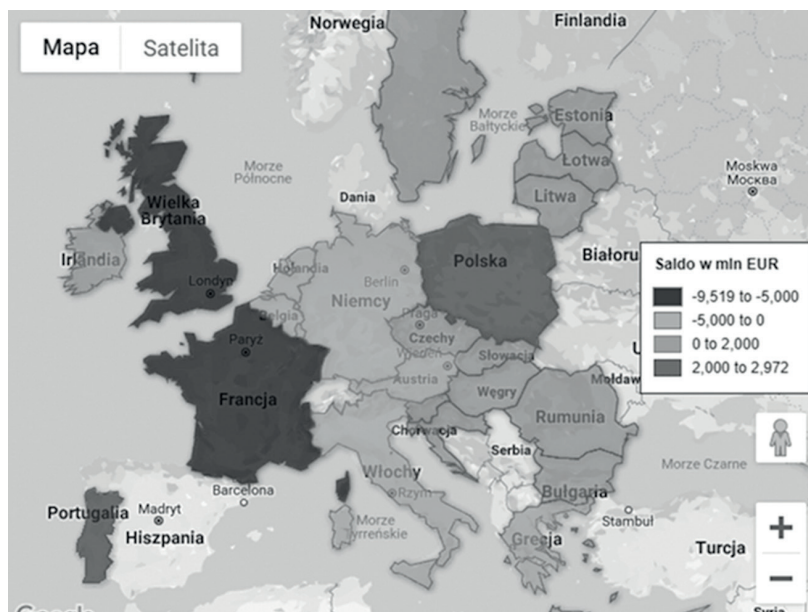 Norwegia
Finlandia
Mapa
Satelita
Morze
Bałtyckie
Estonia
Łotwa
Litwa
Moskwa
Москва
Morze
Północne
Dania
Wielka
Brytania
Irlandia
Białoru
Polska
Saldo w mln EUR
-9,519 to -5,000
-5,000 to 0
0 to 2,000
2,000 to 2,972
Holandia
Londyn
Berlin
Niemcy
Belgia
Praga
Czechy
Paryż
Wiedeń
Słowacja
Austria
Mołdaw
Węgry
Francja
Rumunia
Chorwacja
Serbia
Włochy
Morze Czarne
Barcelona
Rzym
Bułgaria
Portugalia
Madryt
Hiszpania
Morze
Tyrreńskie
Stambuł
Grecja
Turcja
Syria